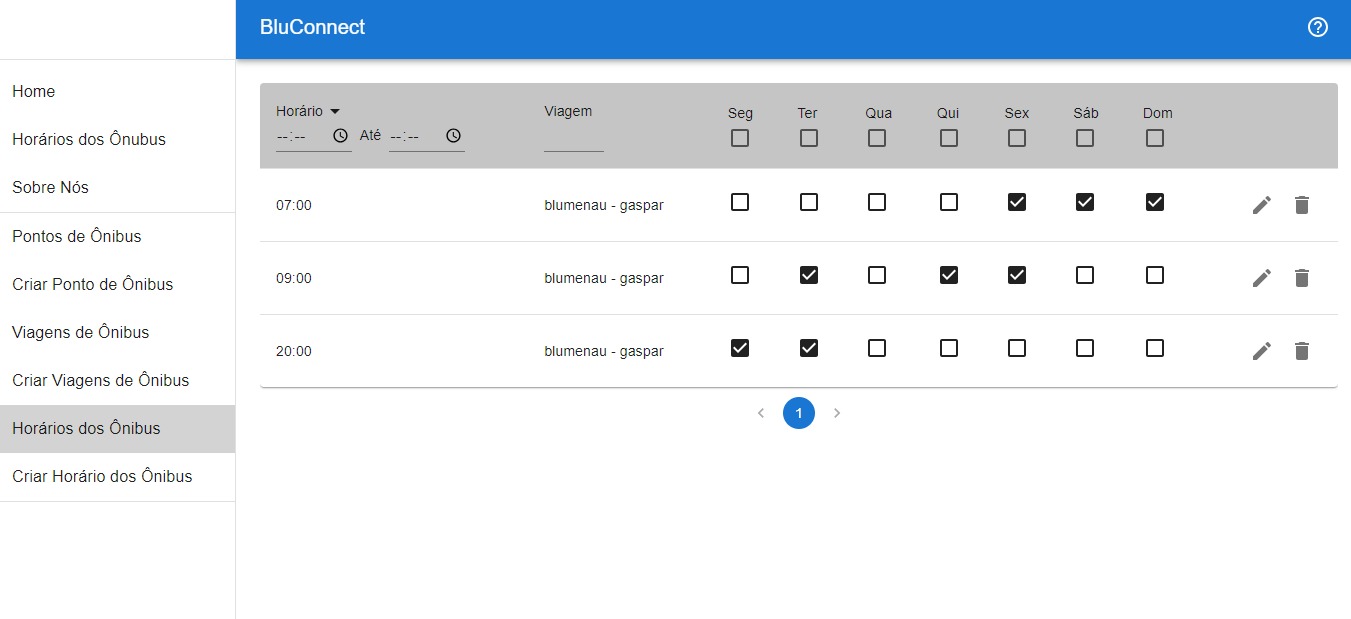 BluConnect
Home
Horários dos Ônubus
Sobre Nós
Pontos de Ônibus
Criar Ponto de Ônibus
Viagens de Ônibus
Criar Viagens de Ônibus
Horários dos Ônibus
Criar Horário dos Ônibus
Horário Viagem Seg Ter Qua Qui Sex Sáb Dom
--:-- Até --:--
07:00 blumenau - gaspar
09:00 blumenau - gaspar
20:00 blumenau - gaspar
1